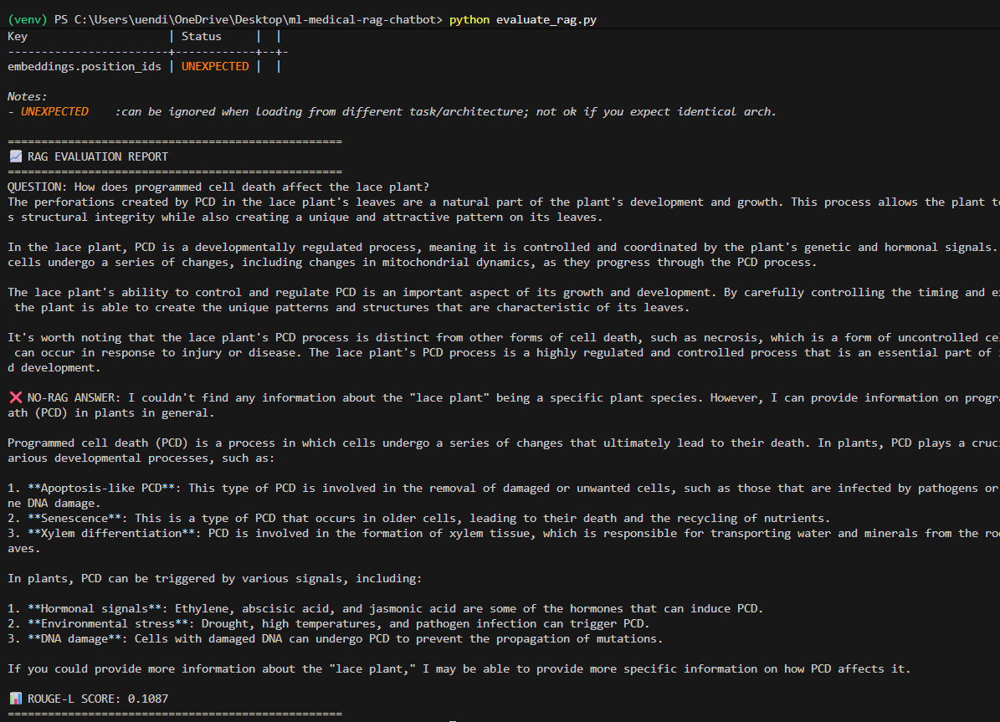 (venv) PS C:\Users\uendi\OneDrive\Desktop\ml-medical-rag-chatbot> python evaluate_rag.py
Key | Status | |
------------------------+------------+--+-
embeddings.position_ids | UNEXPECTED | |
Notes:
- UNEXPECTED :can be ignored when loading from different task/architecture; not ok if you expect identical arch.
==================================================
RAG EVALUATION REPORT
==================================================
QUESTION: How does programmed cell death affect the lace plant?
The perforations created by PCD in the lace plant's leaves are a natural part of the plant's development and growth. This process allows the plant
s structural integrity while also creating a unique and attractive pattern on its leaves.
In the lace plant, PCD is a developmentally regulated process, meaning it is controlled and coordinated by the plant's genetic and hormonal signals.
cells undergo a series of changes, including changes in mitochondrial dynamics, as they progress through the PCD process.
The lace plant's ability to control and regulate PCD is an important aspect of its growth and development. By carefully controlling the timing and
the plant is able to create the unique patterns and structures that are characteristic of its leaves.
It's worth noting that the lace plant's PCD process is distinct from other forms of cell death, such as necrosis, which is a form of uncontrolled
can occur in response to injury or disease. The lace plant's PCD process is a highly regulated and controlled process that is an essential part of
d development.
❌ NO-RAG ANSWER: I couldn't find any information about the "lace plant" being a specific plant species. However, I can provide information on
ath (PCD) in plants in general.
Programmed cell death (PCD) is a process in which cells undergo a series of changes that ultimately lead to their death. In plants, PCD plays a
arious developmental processes, such as:
1. **Apoptosis-like PCD**: This type of PCD is involved in the removal of damaged or unwanted cells, such as those that are infected by pathogens or
ne DNA damage.
2. **Senescence**: This is a type of PCD that occurs in older cells, leading to their death and the recycling of nutrients.
3. **Xylem differentiation**: PCD is involved in the formation of xylem tissue, which is responsible for transporting water and minerals from the
aves.
In plants, PCD can be triggered by various signals, including:
1. **Hormonal signals**: Ethylene, abscisic acid, and jasmonic acid are some of the hormones that can induce PCD.
2. **Environmental stress**: Drought, high temperatures, and pathogen infection can trigger PCD.
3. **DNA damage**: Cells with damaged DNA can undergo PCD to prevent the propagation of mutations.
If you could provide more information about the "lace plant," I may be able to provide more specific information on how PCD affects it.
📊 ROUGE-L SCORE: 0.1087
==================================================